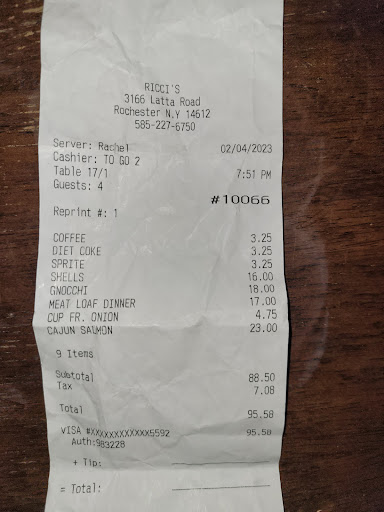 RICCI'S
3166 Latta Road
Rochester N,Y 14612
585-227-6750
Server: Rachel 02/04/2023
Cashier: TO GO 2
Table 17/1 7:51 PM
Guests: 4
#10066
Reprint #: 1
COFFEE 3.25
DIET COKE 3.25
SPRITE 3.25
SHELLS 16.00
GNOCCHI 18.00
MEAT LOAF DINNER 17.00
CUP FR. ONION 4.75
CAJUN SALMON 23.00
9 Items
Subtotal 88.50
Tax 7.08
Total 95.58
VISA #XXXXXXXXXXXX5592 95.58
Auth:983228
+ Tip:
= Total: